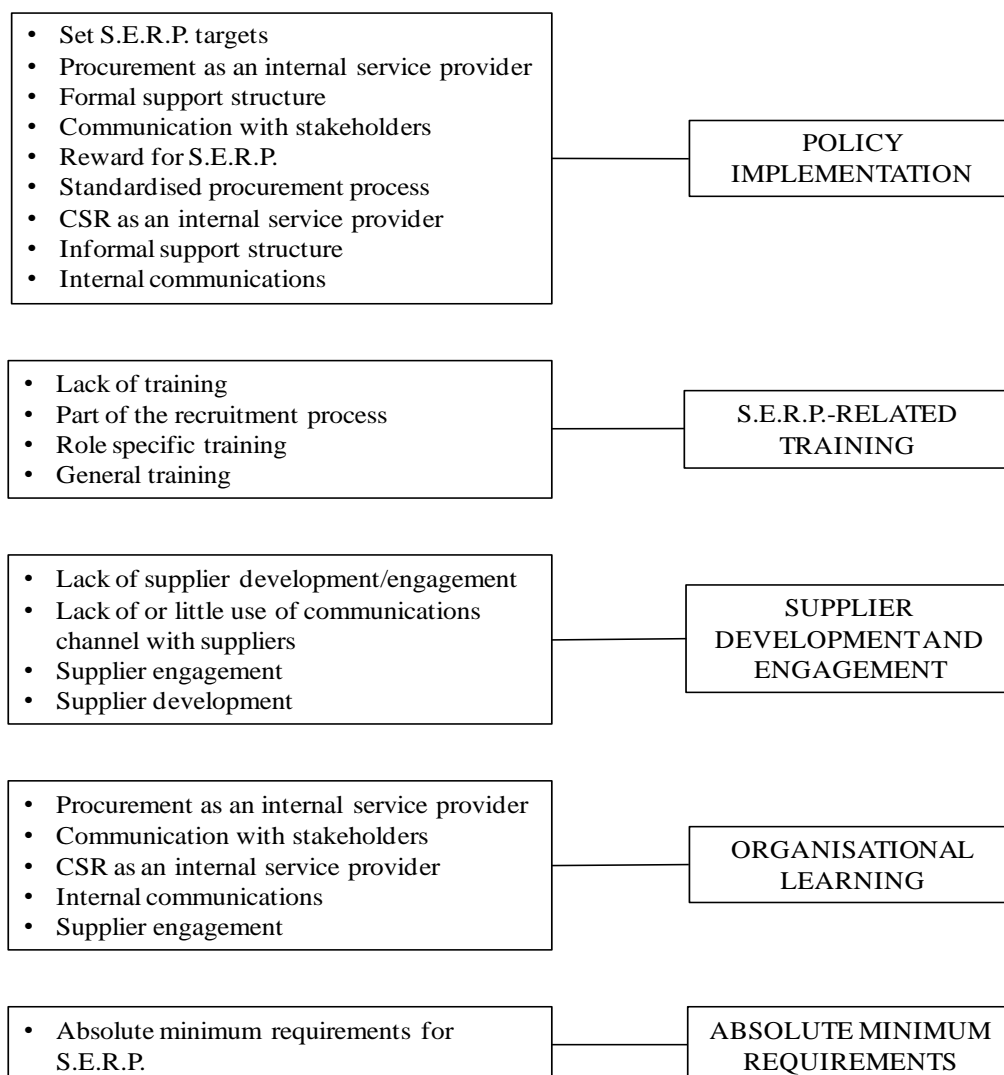 • Set S.E.R.P. targets
• Procurement as an internal service provider
• Formal support structure
• Communication with stakeholders
• Reward for S.E.R.P.
• Standardised procurement process
• CSR as an internal service provider
• Informal support structure
• Internal communications
POLICY
IMPLEMENTATION
• Lack of training
• Part of the recruitment process
• Role specific training
• General training
S.E.R.P.-RELATED
TRAINING
• Lack of supplier development/engagement
• Lack of or little use of communications
channel with suppliers
• Supplier engagement
• Supplier development
SUPPLIER
DEVELOPMENT AND
ENGAGEMENT
• Procurement as an internal service provider
• Communication with stakeholders
• CSR as an internal service provider
• Internal communications
• Supplier engagement
ORGANISATIONAL
LEARNING
• Absolute minimum requirements for
S.E.R.P.
ABSOLUTE MINIMUM
REQUIREMENTS